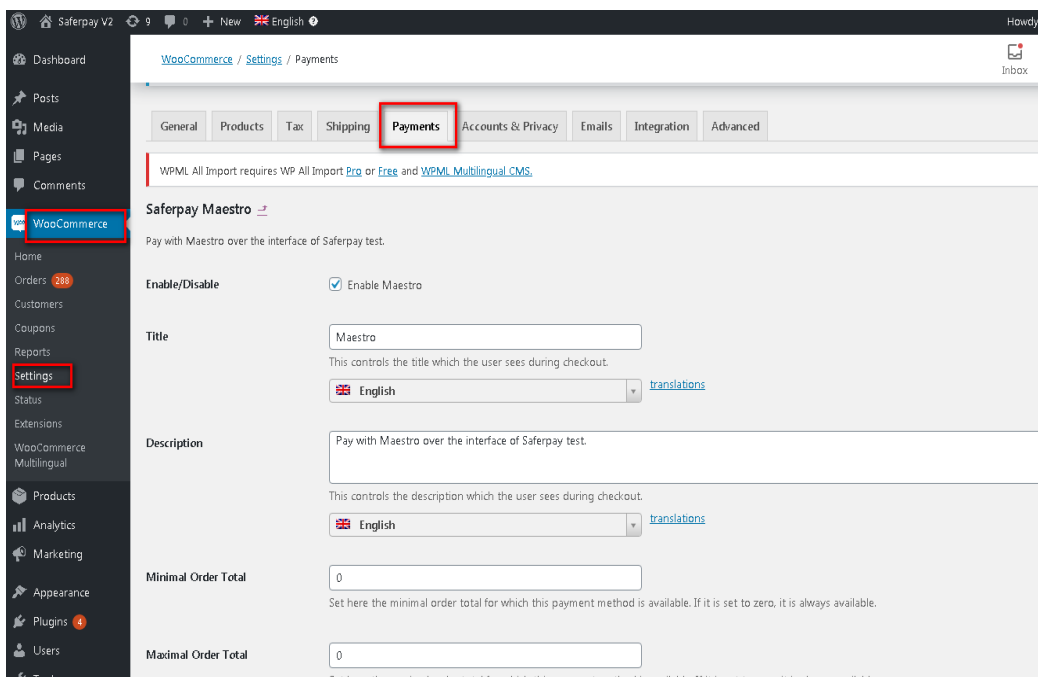 Saferpay V2 9 0 New English Howdy
Dashboard
Posts
Media
Pages
Comments
WooCommerce
Home
Orders 288
Customers
Coupons
Reports
Settings
Status
Extensions
WooCommerce
Multilingual
Products
Analytics
Marketing
Appearance
Plugins 4
Users
WooCommerce / Settings / Payments
Inbox
General Products Tax Shipping Payments Accounts & Privacy Emails Integration Advanced
WPML All Import requires WP All Import Pro or Free and WPML Multilingual CMS.
Saferpay Maestro
Pay with Maestro over the interface of Saferpay test.
Enable/Disable
Enable Maestro
Title
Maestro
This controls the title which the user sees during checkout.
English
translations
Description
Pay with Maestro over the interface of Saferpay test.
This controls the description which the user sees during checkout.
English
translations
Minimal Order Total
0
Set here the minimal order total for which this payment method is available. If it is set to zero, it is always available.
Maximal Order Total
0